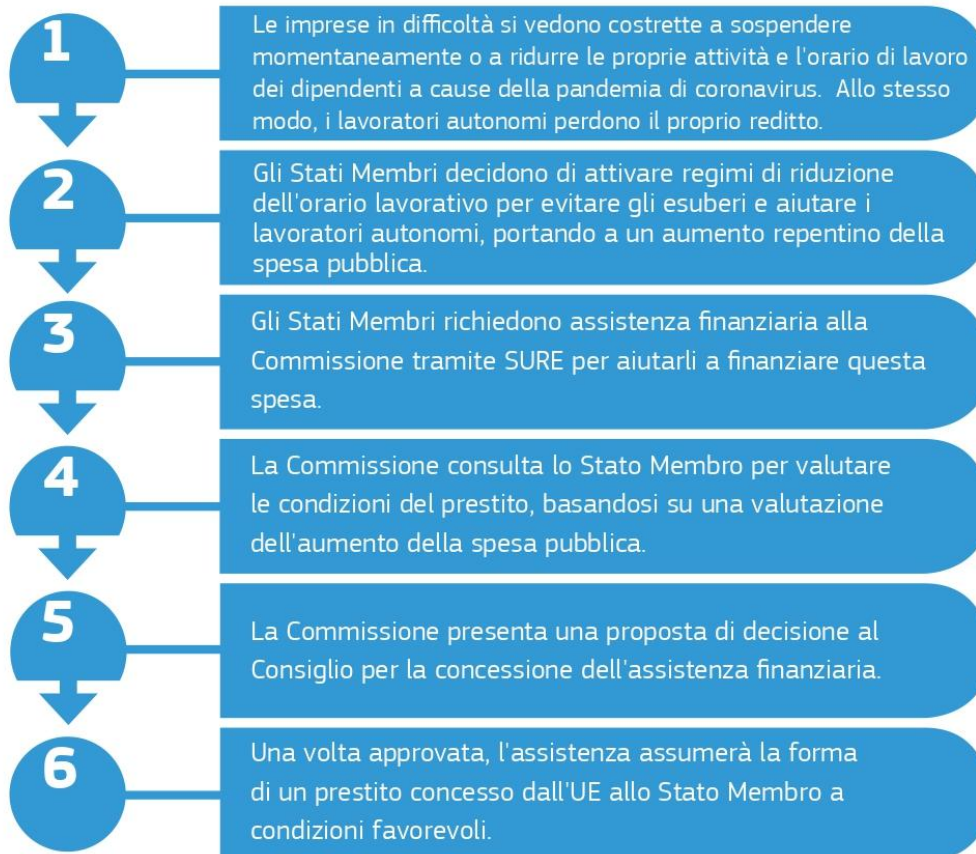 1
Le imprese in difficoltà si vedono costrette a sospendere
momentaneamente o a ridurre le proprie attività e l'orario di lavoro
dei dipendenti a cause della pandemia di coronavirus. Allo stesso
modo, i lavoratori autonomi perdono il proprio reditto.
2
Gli Stati Membri decidono di attivare regimi di riduzione
dell'orario lavorativo per evitare gli esuberi e aiutare i
lavoratori autonomi, portando a un aumento repentino della
spesa pubblica.
3
Gli Stati Membri richiedono assistenza finanziaria alla
Commissione tramite SURE per aiutarli a finanziare questa
spesa.
4
La Commissione consulta lo Stato Membro per valutare
le condizioni del prestito, basandosi su una valutazione
dell'aumento della spesa pubblica.
5
La Commissione presenta una proposta di decisione al
Consiglio per la concessione dell'assistenza finanziaria.
6
Una volta approvata, l'assistenza assumerà la forma
di un prestito concesso dall'UE allo Stato Membro a
condizioni favorevoli.